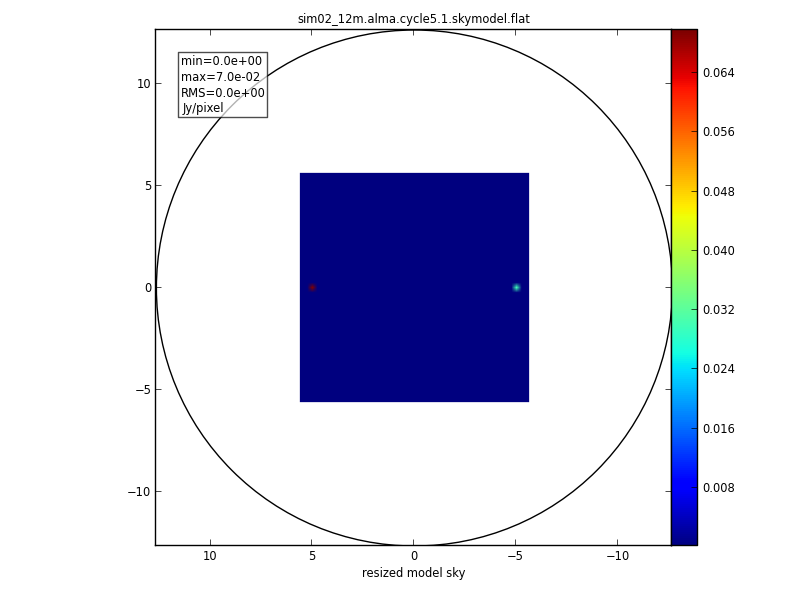 sim02_12m.alma.cycle5.1.skymodel.flat
min=0.0e+00
max=7.0e-02
RMS=0.0e+00
Jy/pixel
10
5
0
−5
−10
10 5 0 −5 −10
resized model sky
0.064
0.056
0.048
0.040
0.032
0.024
0.016
0.008